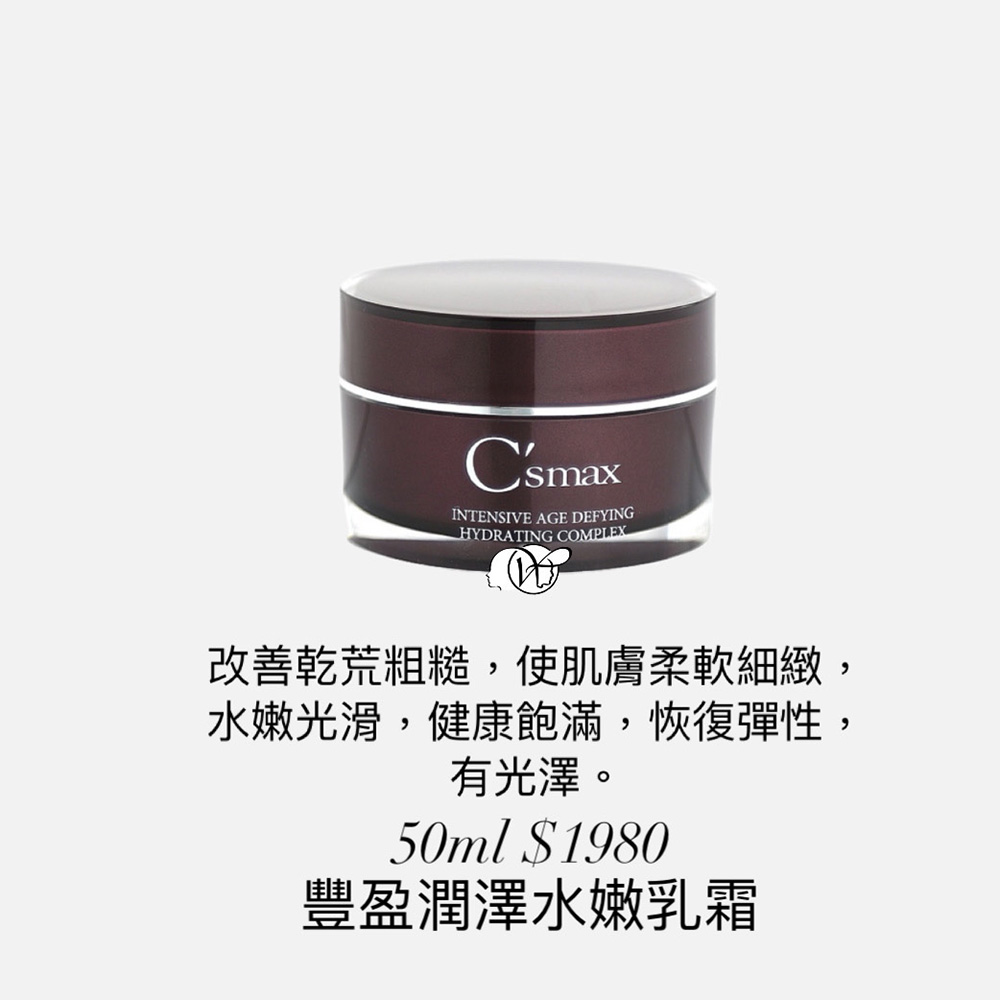 C'smax
INTENSIVE AGE DEFYING
HYDRATING COMPLEX
改善乾荒粗糙，使肌膚柔軟細緻，
水嫩光滑，健康飽滿，恢復彈性，
有光澤。
50ml $1980
豐盈潤澤水嫩乳霜